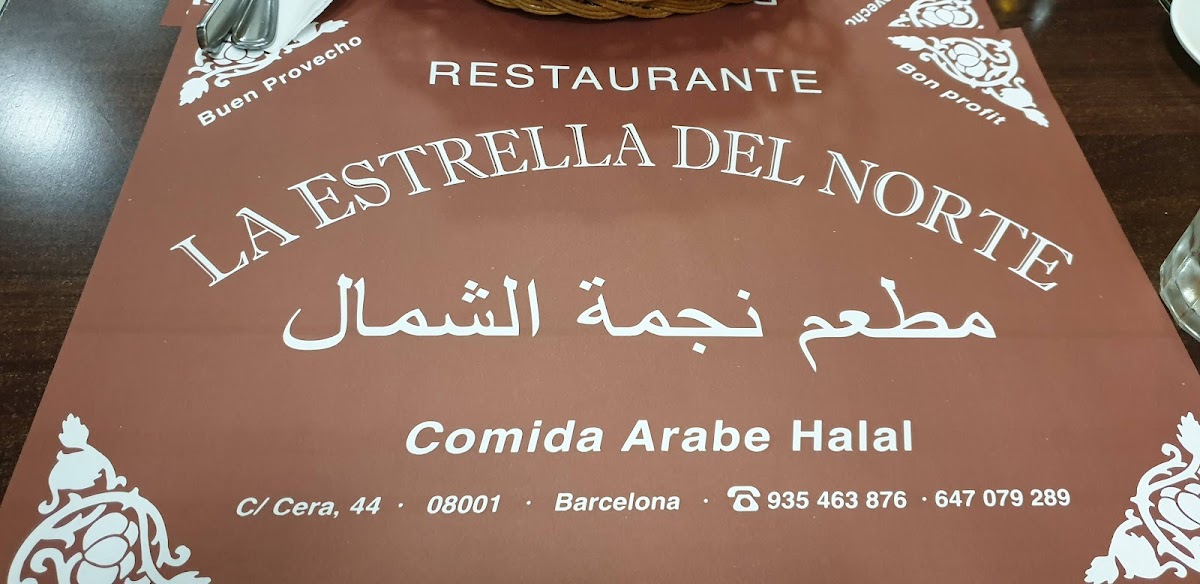 Buen Provecho
Bon profit
RESTAURANTE
LA ESTRELLA DEL NORTE
مطعم نجمة الشمال
Comida Arabe Halal
C/ Cera, 44 · 08001 · Barcelona · ☎ 935 463 876 · 647 079 289